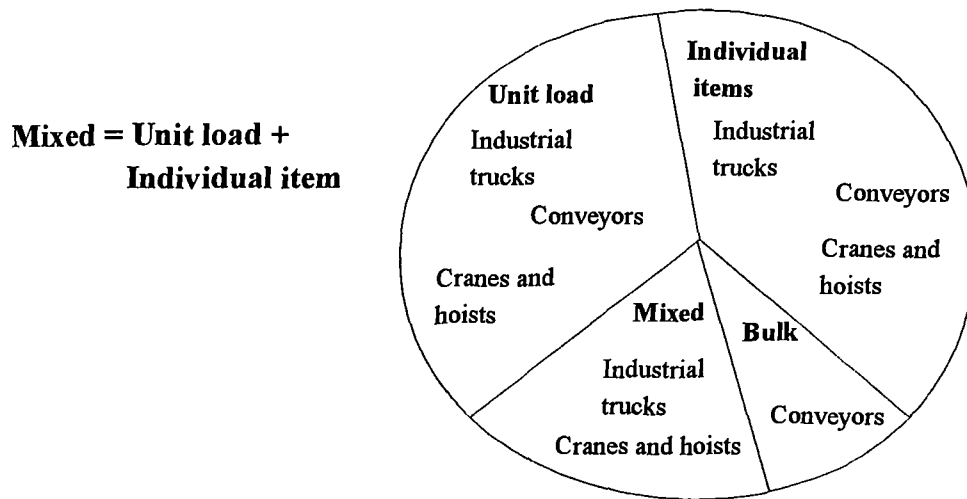 Mixed = Unit load +
Individual item
Unit load
Industrial
trucks
Conveyors
Cranes and
hoists
Individual
items
Industrial
trucks
Conveyors
Cranes and
hoists
Mixed
Industrial
trucks
Cranes and hoists
Bulk
Conveyors